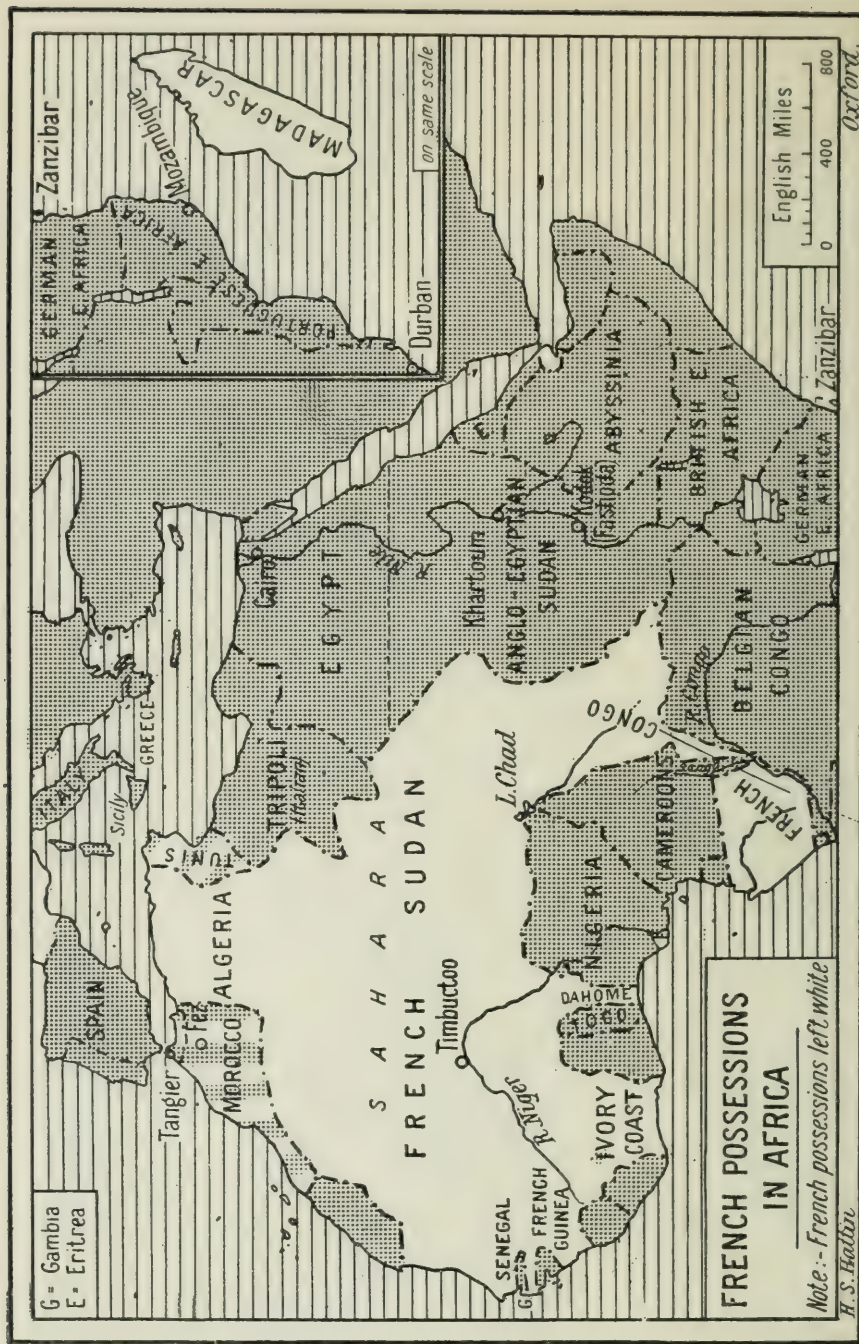 G = Gambia
E = Eritrea
SPAIN
ITALY
Sicily
GREECE
Tangier
Fez
MOROCCO
ALGERIA
TUNIS
TRIPOLI
(Italian)
Cairo
EGYPT
R. Nile
SAHARA
FRENCH SUDAN
Timbuctoo
L. Chad
Khartoum
ANGLO-EGYPTIAN
SUDAN
Kodok
(Fashoda)
E
ABYSSINIA
SENEGAL
G
FRENCH
GUINEA
R. Niger
IVORY
COAST
DAHOME
TOGO
NIGERIA
CAMEROONS
FRENCH CONGO
R. Congo
BELGIAN
CONGO
BRITISH E.
AFRICA
GERMAN
E. AFRICA
Zanzibar
Zanzibar
GERMAN
E. AFRICA
PORTUGUESE E. AFRICA
Mozambique
MADAGASCAR
Durban
on same scale
FRENCH POSSESSIONS
IN AFRICA
Note:- French possessions left white
English Miles
0 400 800
H. S. Hattin
Oxford.